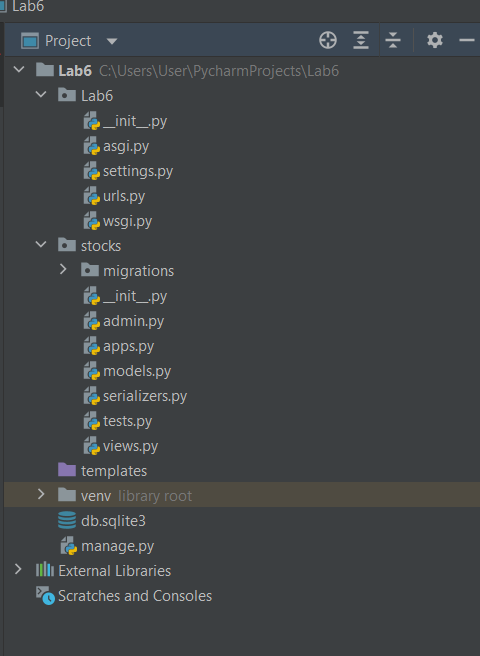 Lab6
Project
Lab6 C:\Users\User\PycharmProjects\Lab6
Lab6
__init__.py
asgi.py
settings.py
urls.py
wsgi.py
stocks
migrations
__init__.py
admin.py
apps.py
models.py
serializers.py
tests.py
views.py
templates
venv library root
db.sqlite3
manage.py
External Libraries
Scratches and Consoles